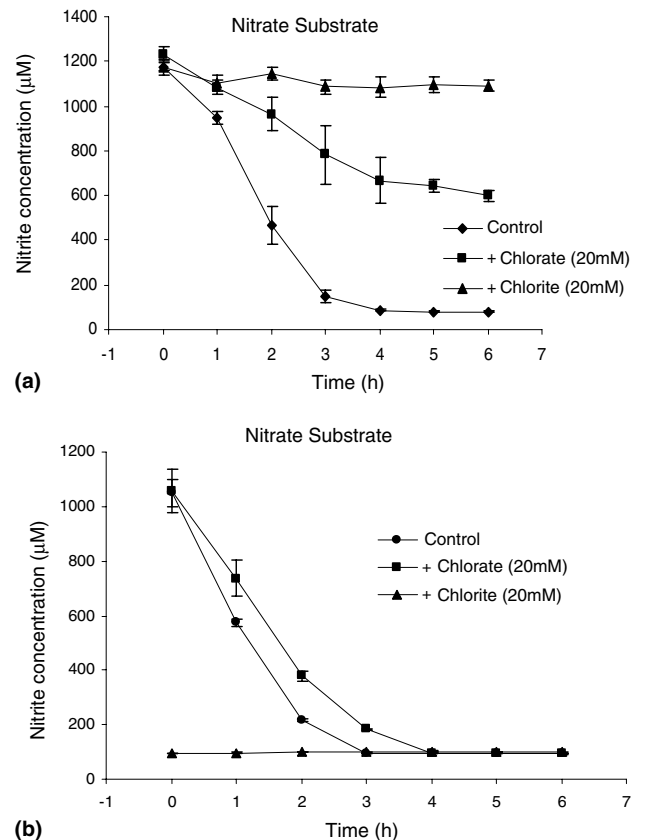 Nitrate Substrate
1400
1200
1000
800
600
400
200
0
Nitrite concentration (µM)
Control
+ Chlorate (20mM)
+ Chlorite (20mM)
-1 0 1 2 3 4 5 6 7
Time (h)
(a)
Nitrate Substrate
1200
1000
800
600
400
200
0
Nitrite concentration (µM)
Control
+ Chlorate (20mM)
+ Chlorite (20mM)
-1 0 1 2 3 4 5 6 7
Time (h)
(b)